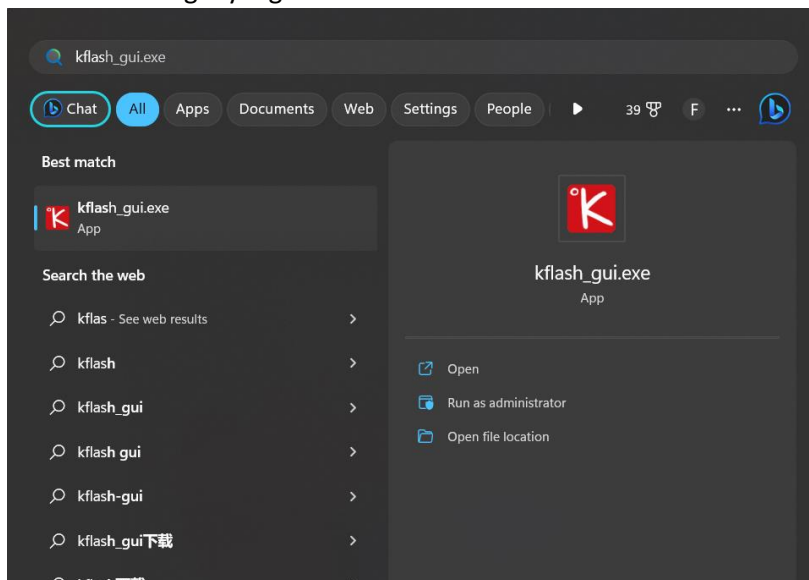 kflash_gui.exe
Chat All Apps Documents Web Settings People 39 F
Best match
kflash_gui.exe
App
Search the web
kflas - See web results
kflash
kflash_gui
kflash gui
kflash-gui
kflash_gui下载
°K
kflash_gui.exe
App
Open
Run as administrator
Open file location